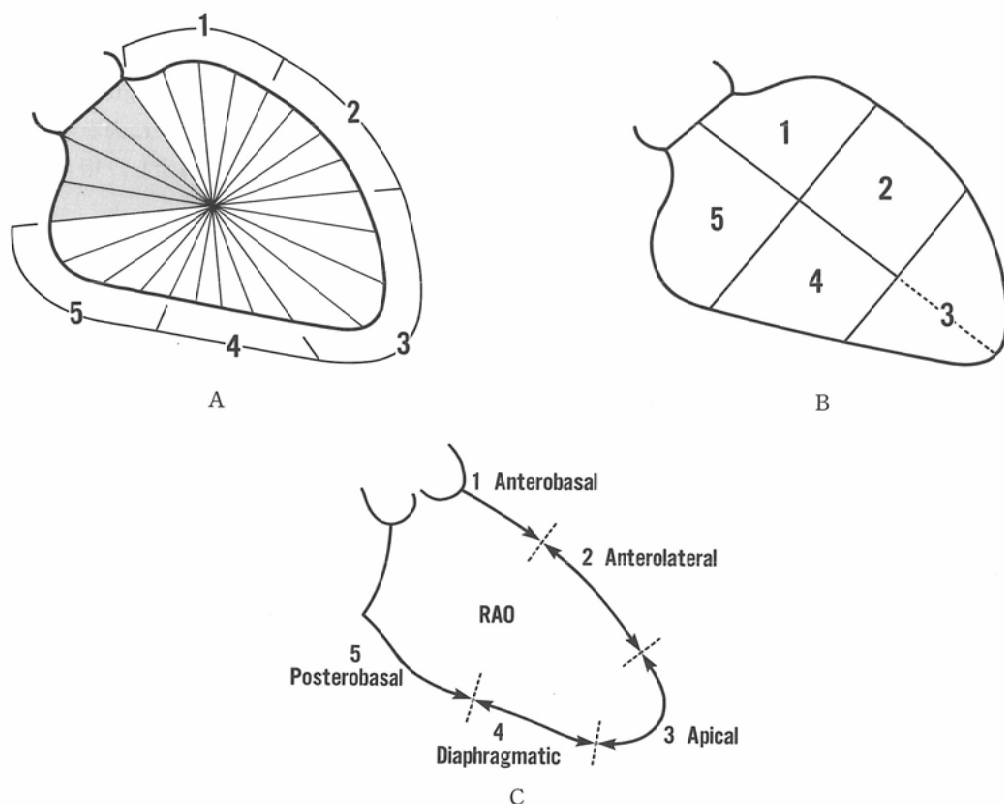 1
2
3
4
5
A
1
2
3
4
5
B
1 Anterobasal
2 Anterolateral
RAO
5
Posterobasal
4
Diaphragmatic
3 Apical
C